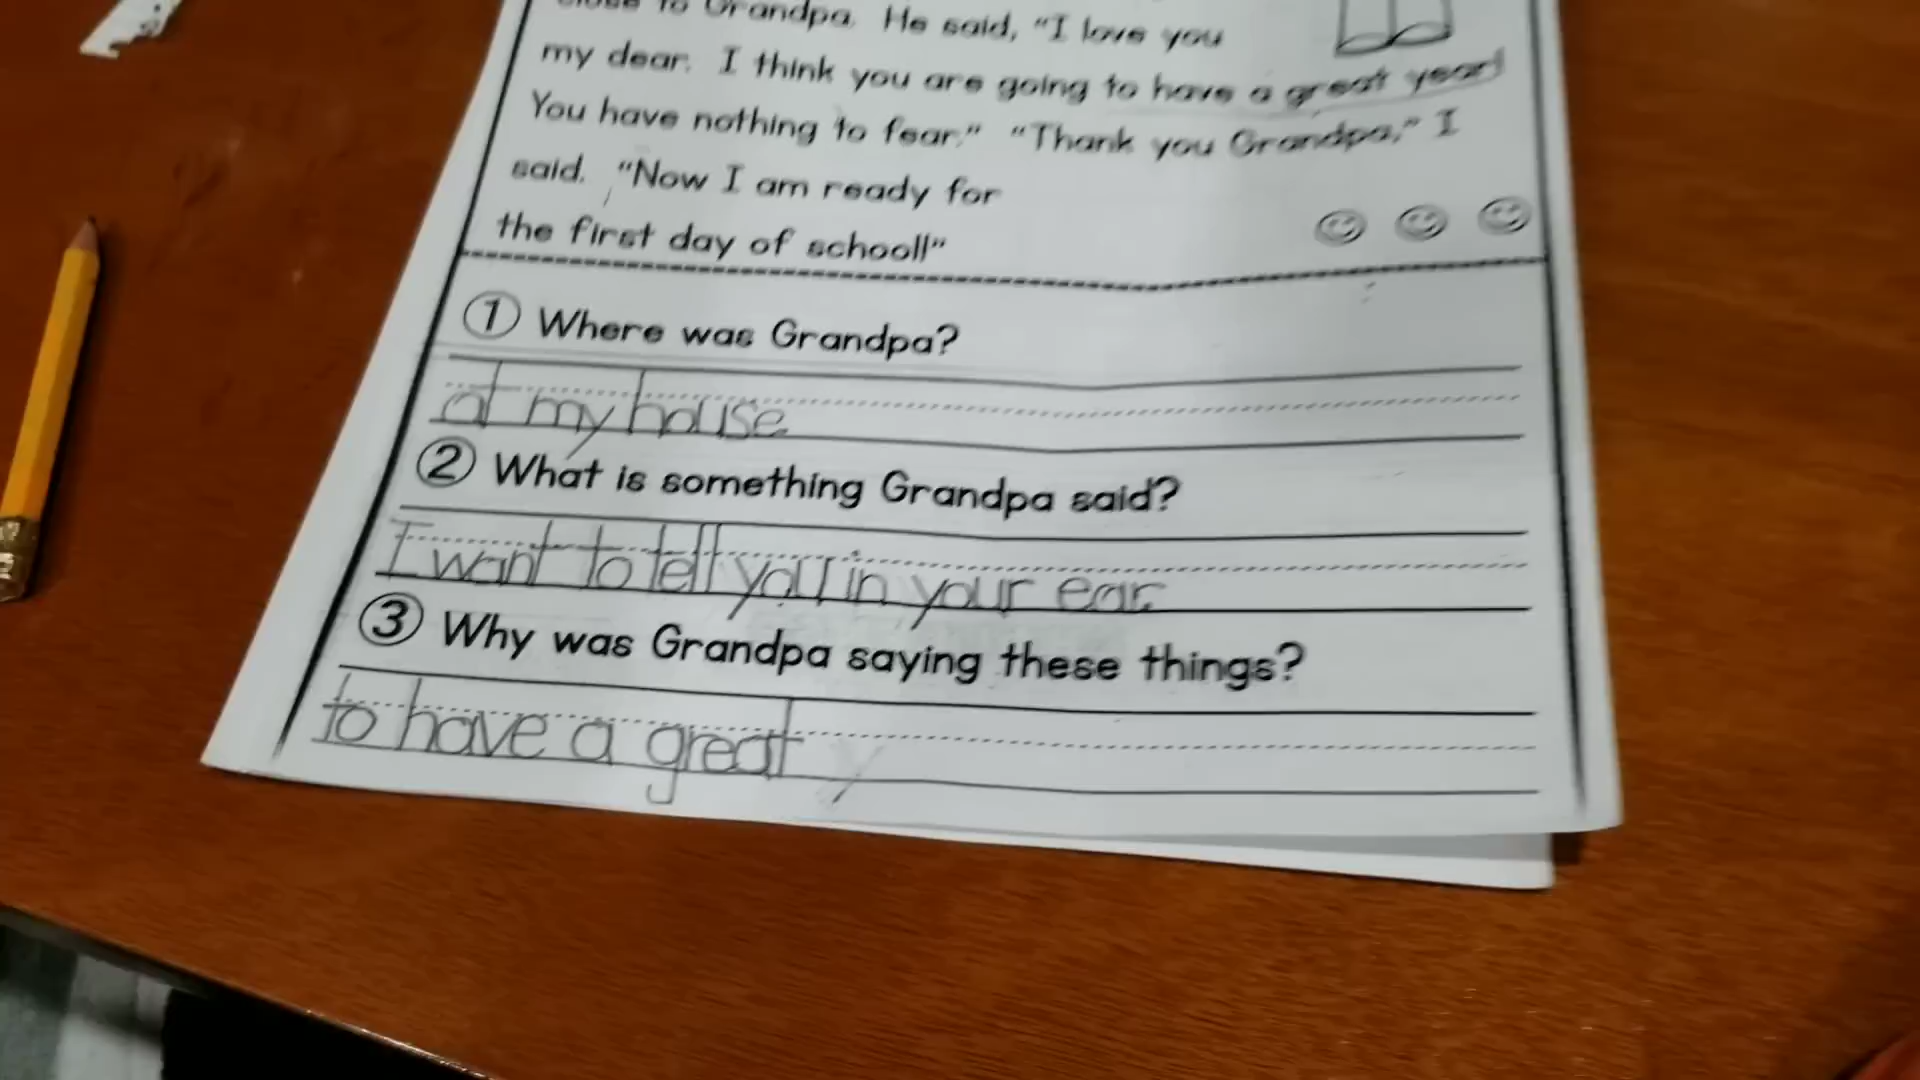 close to Grandpa. He said, "I love you
my dear. I think you are going to have a great year!
You have nothing to fear." "Thank you Grandpa," I
said. "Now I am ready for
the first day of school!"
1 Where was Grandpa?
at my house.
2 What is something Grandpa said?
I want to tell you in your ear.
3 Why was Grandpa saying these things?
to have a great y